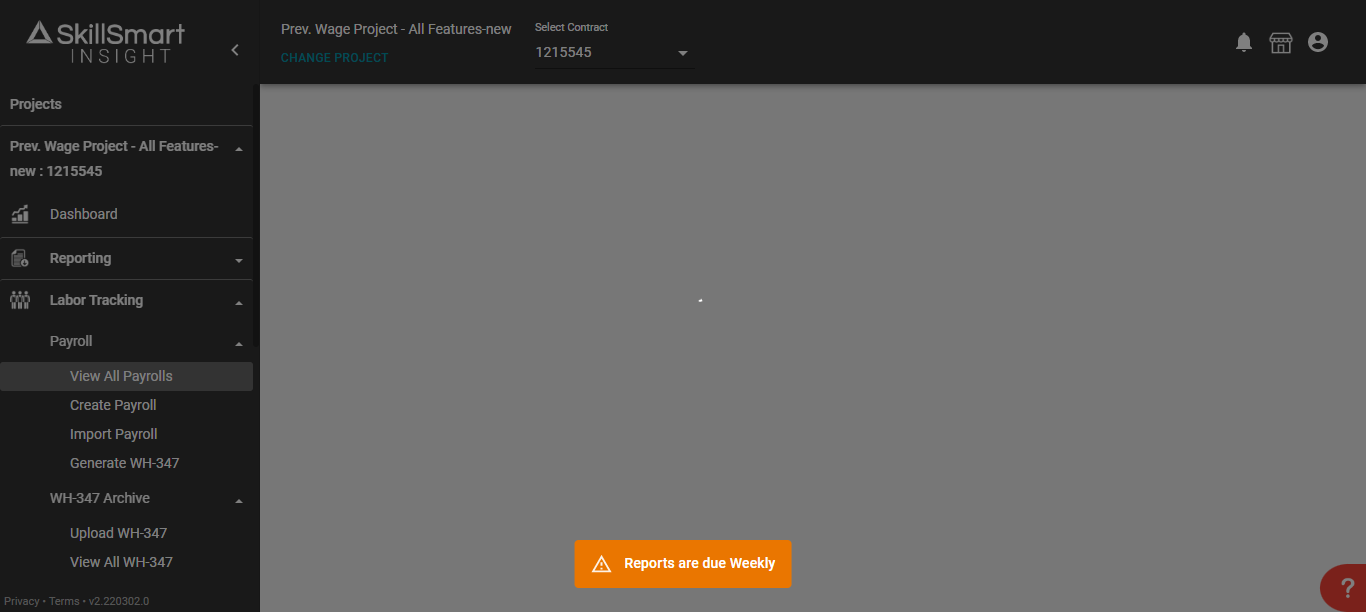 SkillSmart
INSIGHT
Prev. Wage Project - All Features-new
CHANGE PROJECT
Select Contract
1215545
Projects
Prev. Wage Project - All Features-
new : 1215545
Dashboard
Reporting
Labor Tracking
Payroll
View All Payrolls
Create Payroll
Import Payroll
Generate WH-347
WH-347 Archive
Upload WH-347
View All WH-347
Privacy • Terms • v2.220302.0
Reports are due Weekly
?